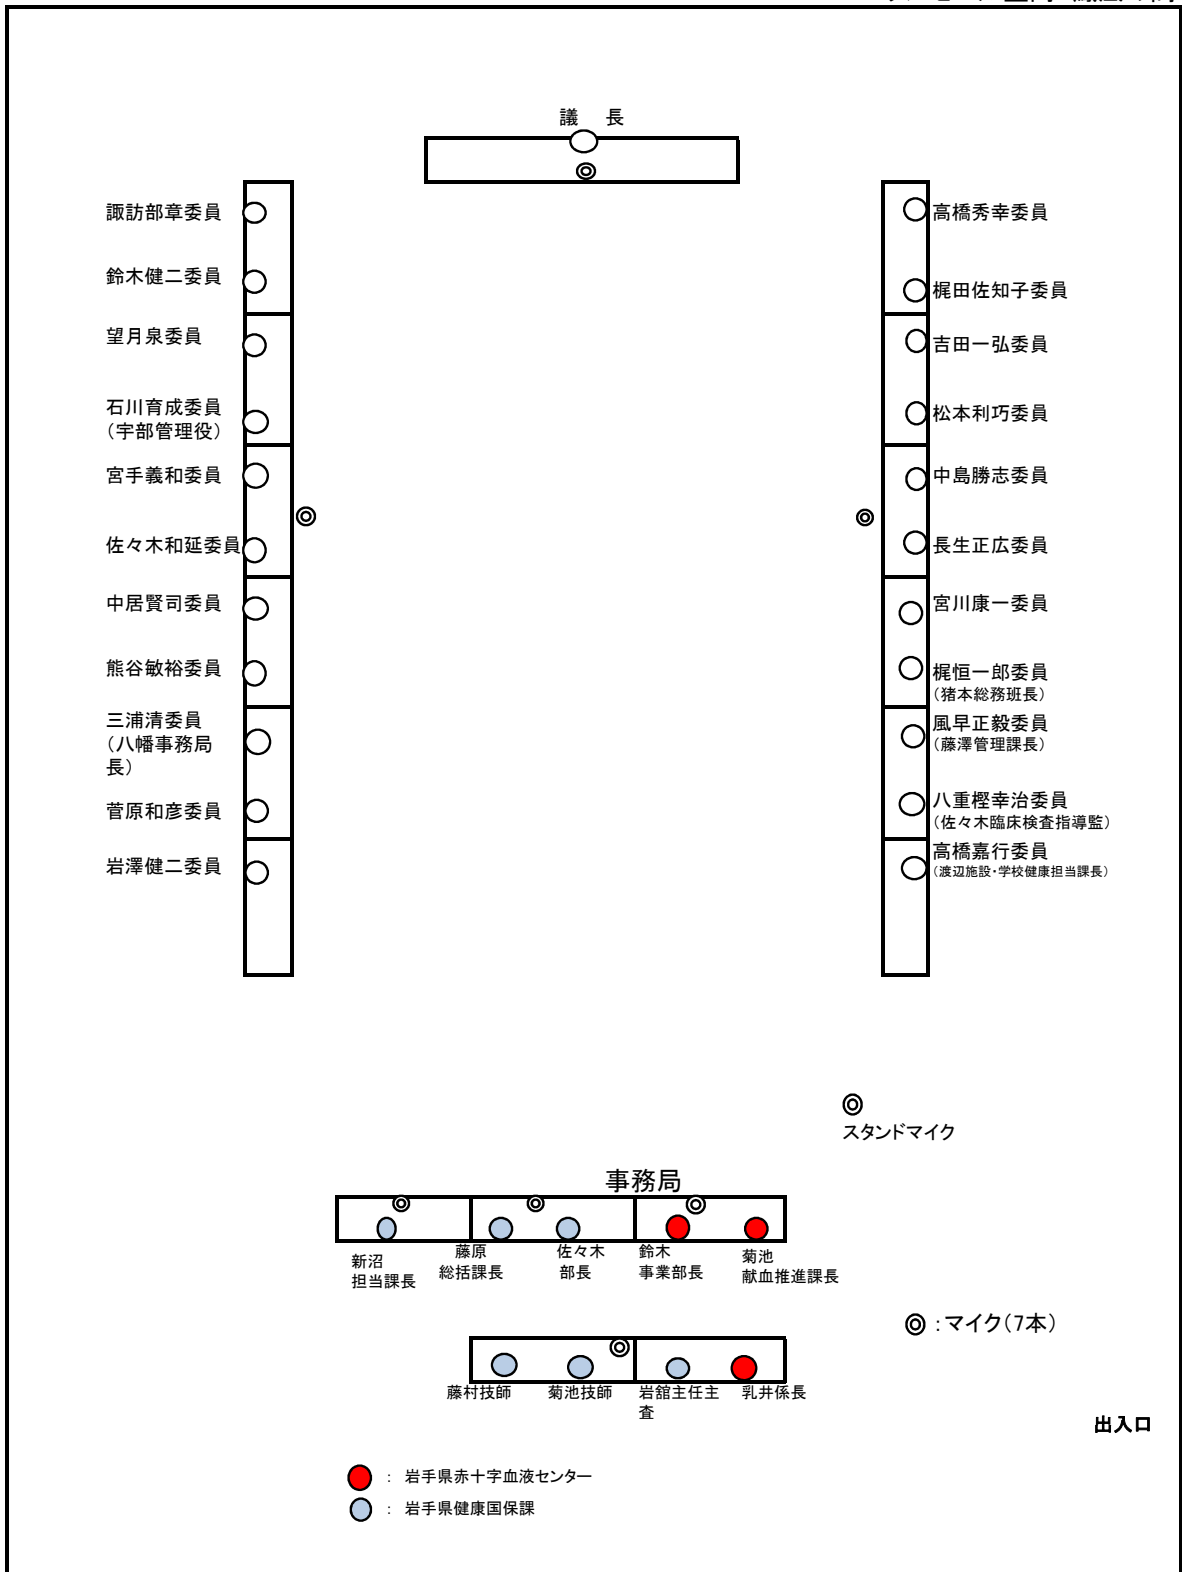 議　長
諏訪部章委員
鈴木健二委員
望月泉委員
石川育成委員
（宇部管理役）
宮手義和委員
佐々木和延委員
中居賢司委員
熊谷敏裕委員
三浦清委員
（八幡事務局
長）
菅原和彦委員
岩澤健二委員
高橋秀幸委員
梶田佐知子委員
吉田一弘委員
松本利巧委員
中島勝志委員
長生正広委員
宮川康一委員
梶恒一郎委員
（猪本総務班長）
風早正毅委員
（藤澤管理課長）
八重樫幸治委員
（佐々木臨床検査指導監）
高橋嘉行委員
（渡辺施設・学校健康担当課長）
スタンドマイク
事務局
新沼
担当課長
藤原
総括課長
佐々木
部長
鈴木
事業部長
菊池
献血推進課長
◎：マイク（7本）
藤村技師
菊池技師
岩舘主任主
査
乳井係長
出入口
： 岩手県赤十字血液センター
： 岩手県健康国保課